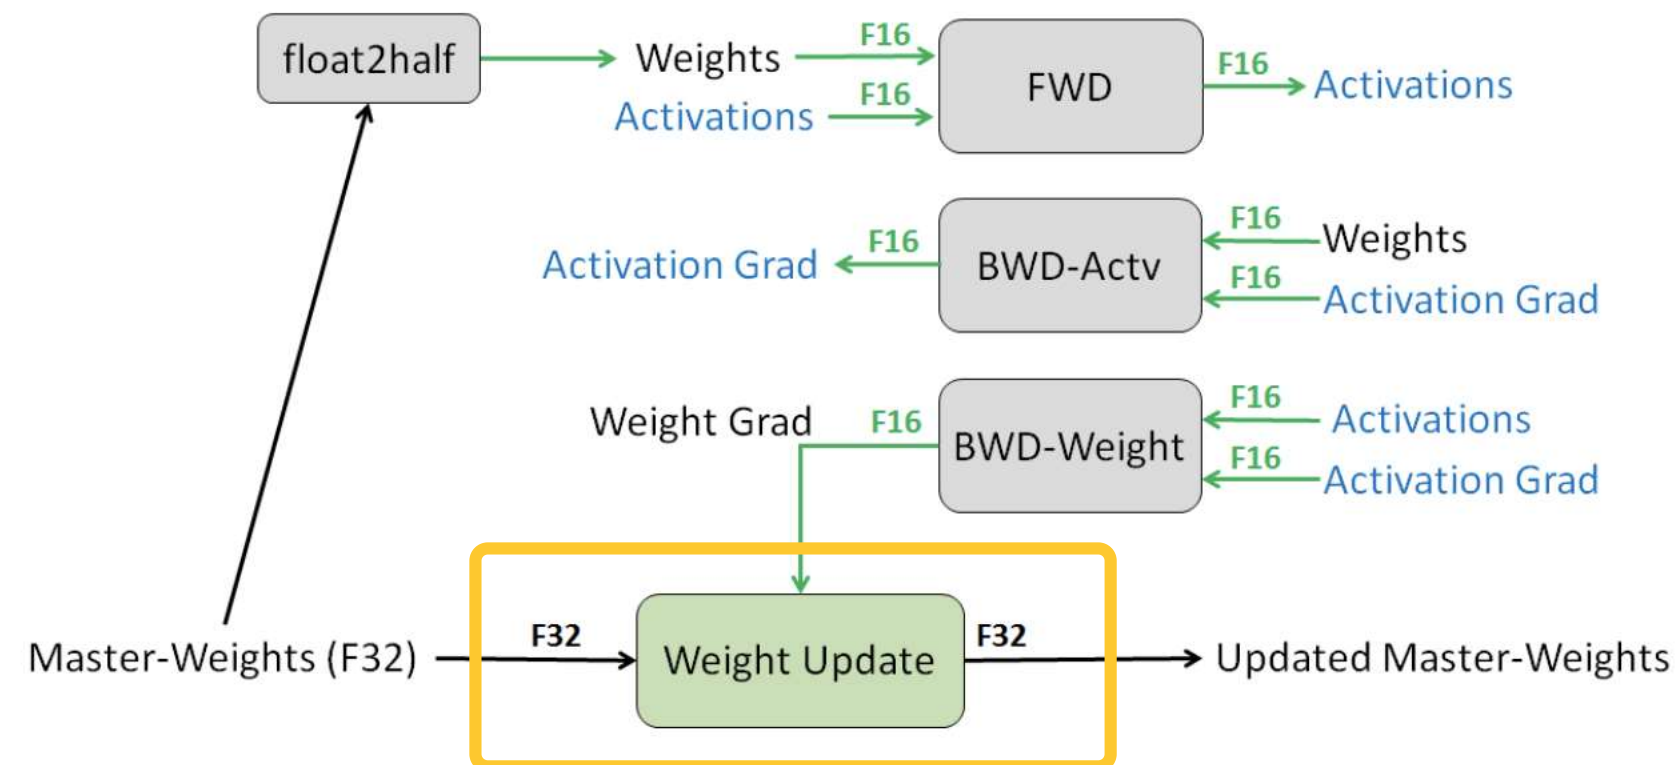 float2half
Weights
F16
Activations
F16
FWD
F16
Activations
Activation Grad
F16
BWD-Actv
F16
Weights
F16
Activation Grad
Weight Grad
F16
BWD-Weight
F16
Activations
F16
Activation Grad
Master-Weights (F32)
F32
Weight Update
F32
Updated Master-Weights